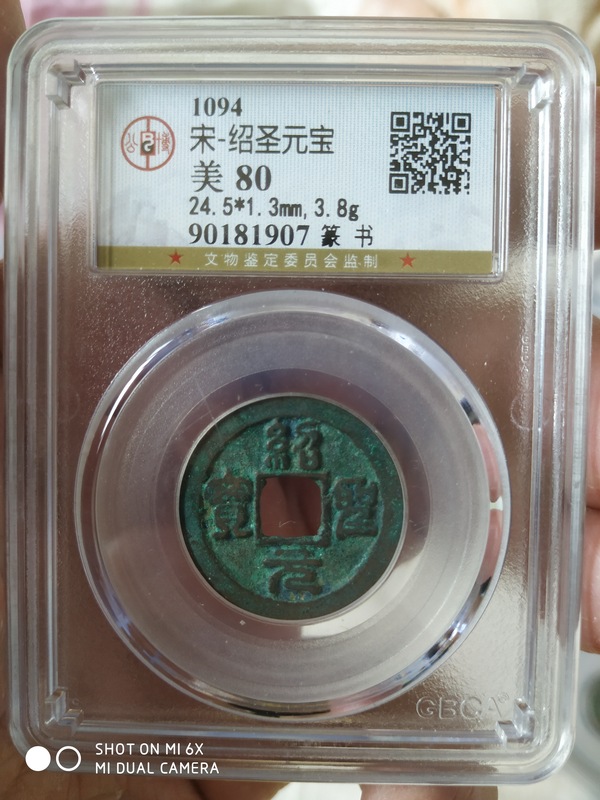 1094
宋-绍圣元宝
美 80
24.5*1.3mm, 3.8g
90181907 篆 书
公博
★ 文物鉴定委员会监制 ★
紹
聖
元
寶
GBCA
SHOT ON MI 6X
MI DUAL CAMERA